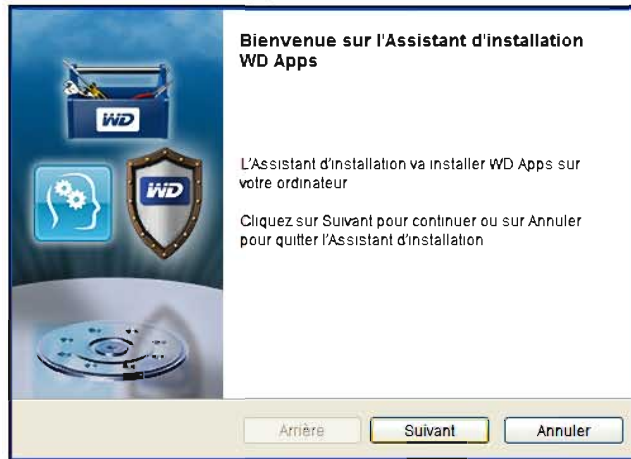 Bienvenue sur l'Assistant d'installation
WD Apps
WD
WD
L'Assistant d'installation va installer WD Apps sur
votre ordinateur
Cliquez sur Suivant pour continuer ou sur Annuler
pour quitter l'Assistant d'installation
Arrière
Suivant
Annuler